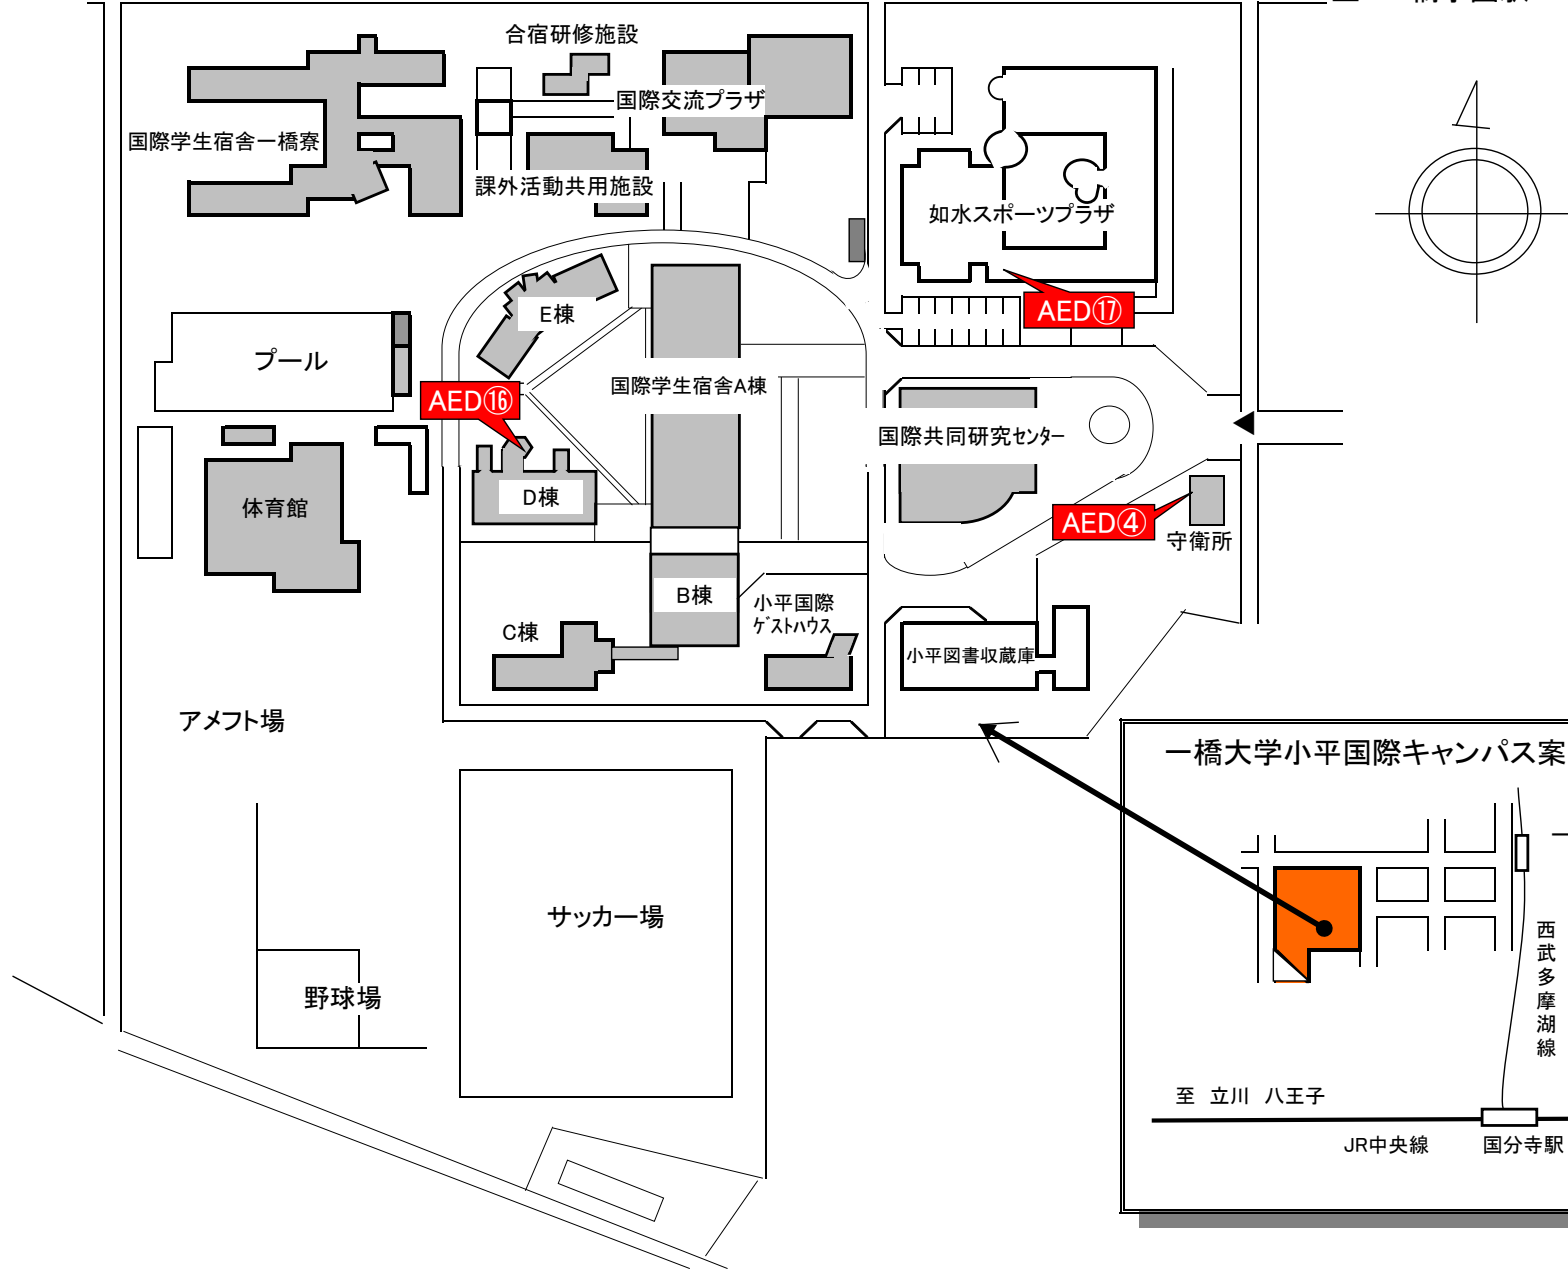 合宿研修施設
国際交流プラザ
国際学生宿舎一橋寮
課外活動共用施設
如水スポーツプラザ
AED⑰
E棟
プール
国際学生宿舎A棟
AED⑯
国際共同研究ｾﾝﾀｰ
D棟
体育館
AED④
守衛所
B棟
小平国際
ｹﾞｽﾄﾊｳｽ
C棟
小平図書収蔵庫
アメフト場
サッカー場
野球場
一橋大学小平国際キャンパス案
西武多摩湖線
至 立川 八王子
JR中央線
国分寺駅